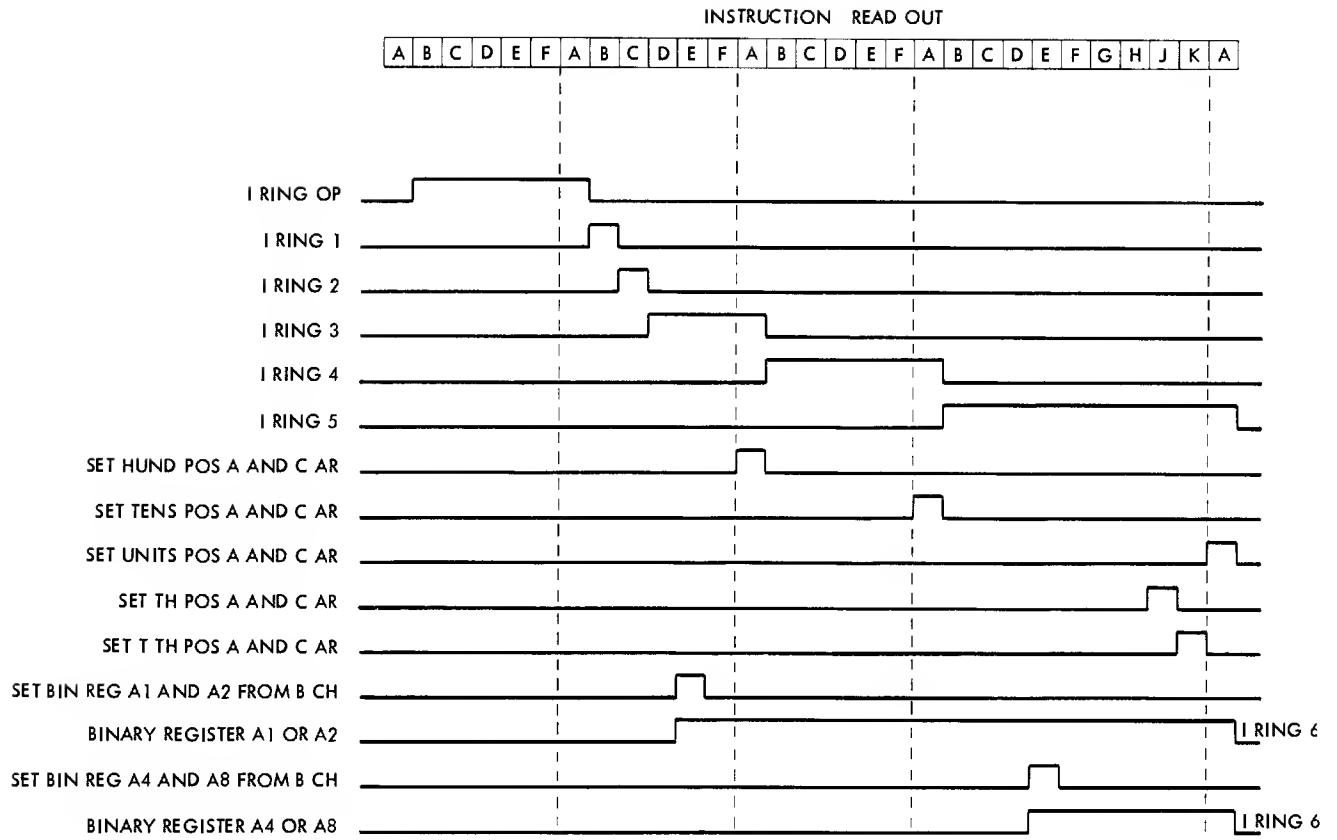 INSTRUCTION READ OUT
A B C D E F A B C D E F A B C D E F A B C D E F G H J K A
I RING OP
I RING 1
I RING 2
I RING 3
I RING 4
I RING 5
SET HUND POS A AND C AR
SET TENS POS A AND C AR
SET UNITS POS A AND C AR
SET TH POS A AND C AR
SET T TH POS A AND C AR
SET BIN REG A1 AND A2 FROM B CH
BINARY REGISTER A1 OR A2 I RING 6
SET BIN REG A4 AND A8 FROM B CH
BINARY REGISTER A4 OR A8 I RING 6